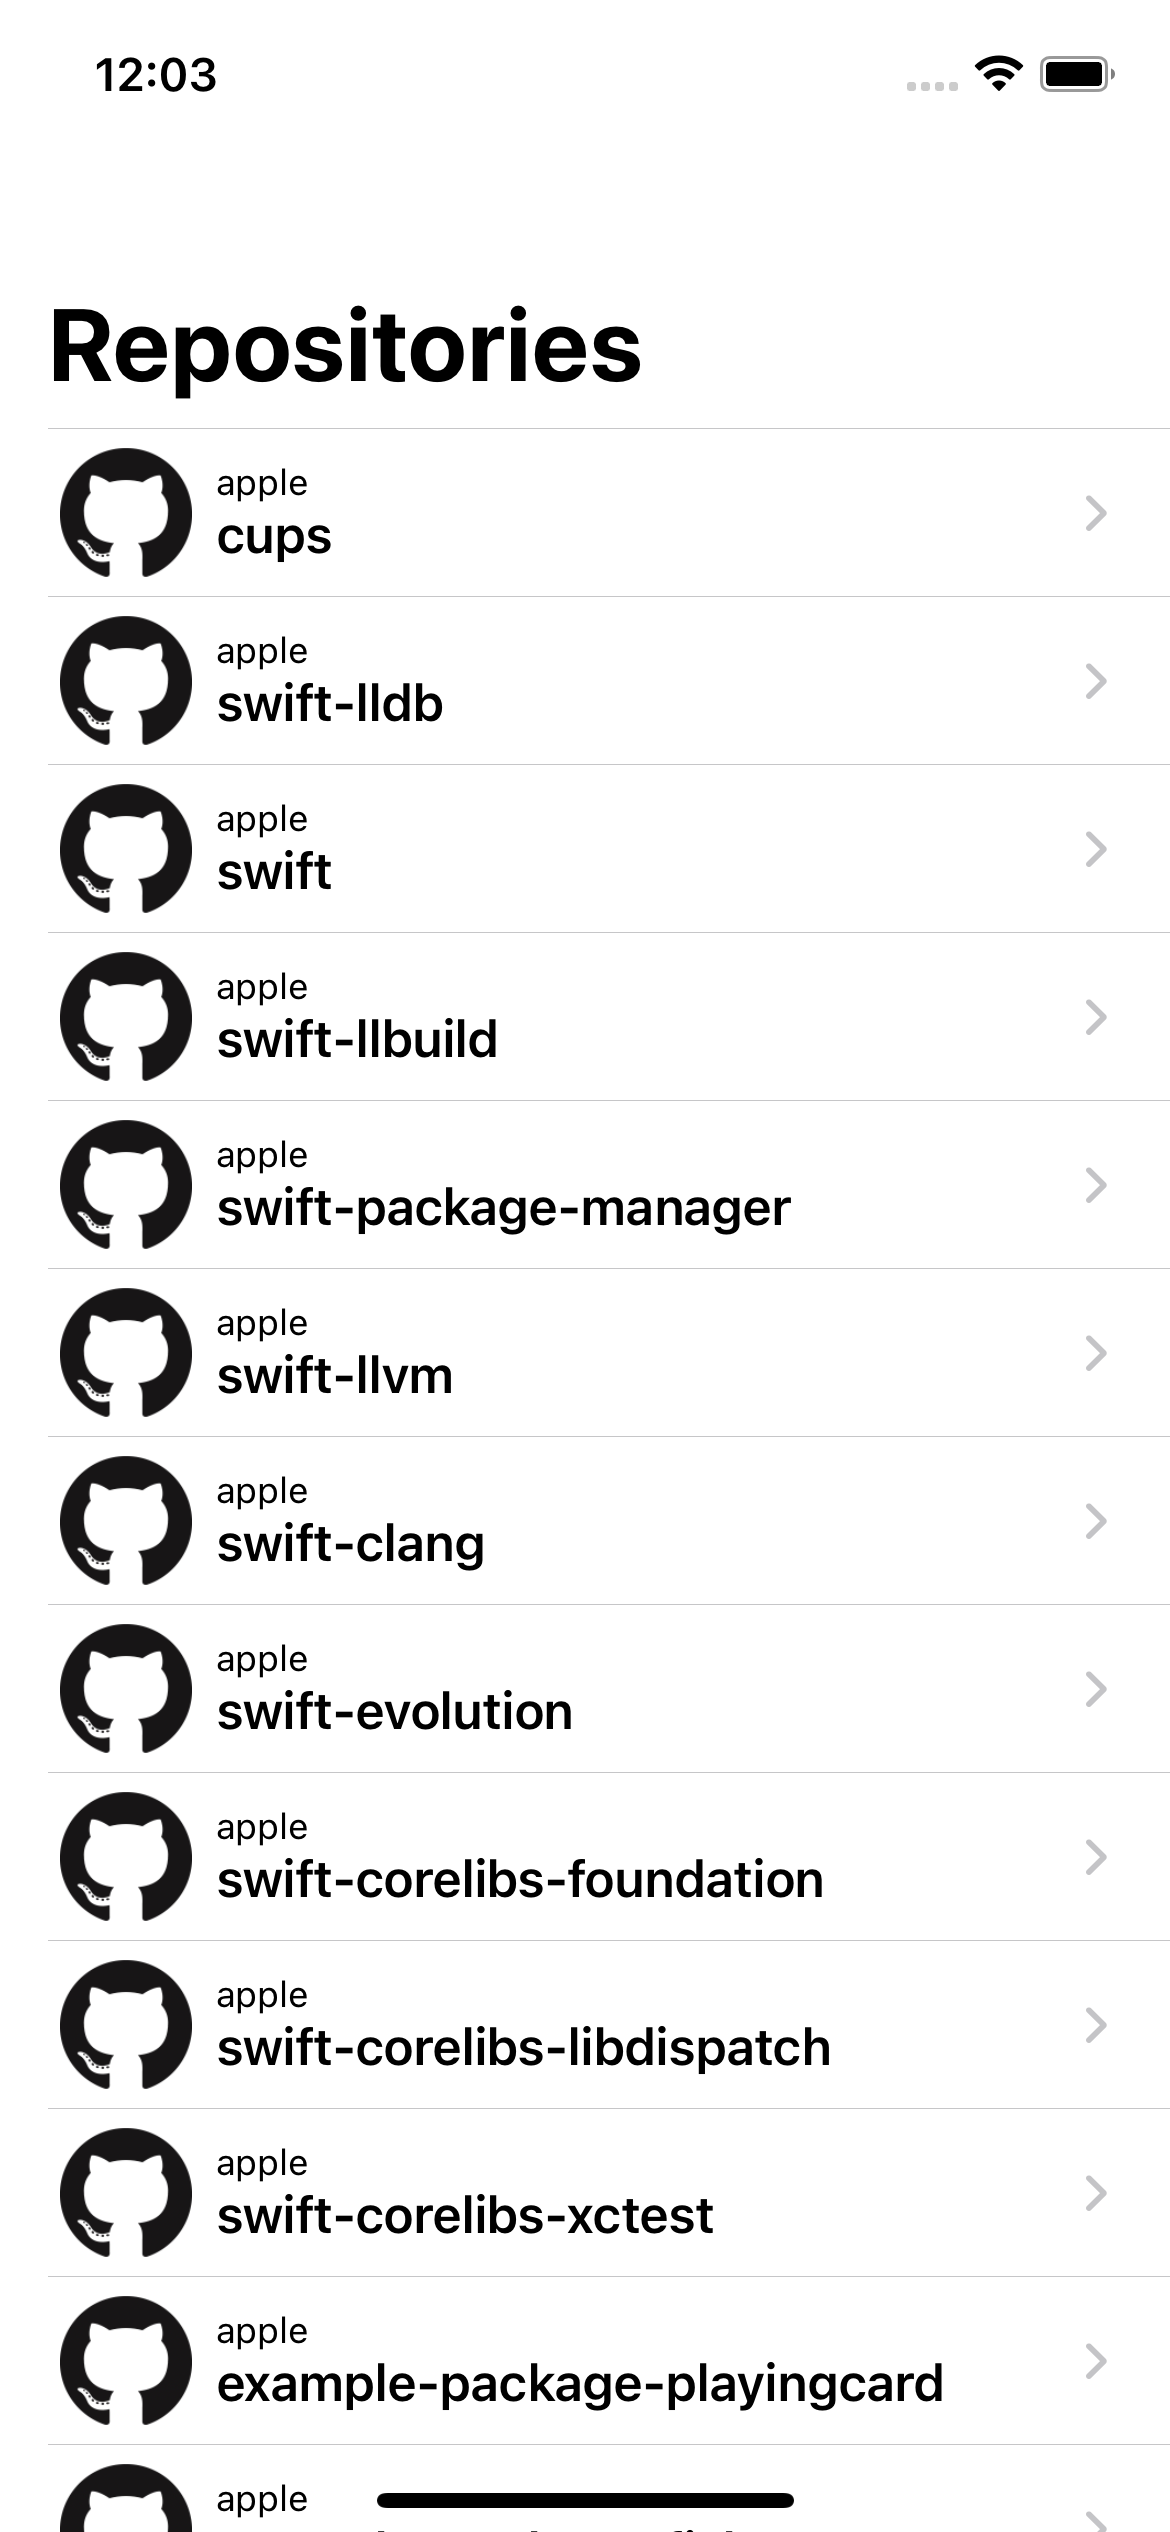 12:03
Repositories
apple
cups
apple
swift-lldb
apple
swift
apple
swift-llbuild
apple
swift-package-manager
apple
swift-llvm
apple
swift-clang
apple
swift-evolution
apple
swift-corelibs-foundation
apple
swift-corelibs-libdispatch
apple
swift-corelibs-xctest
apple
example-package-playingcard
apple